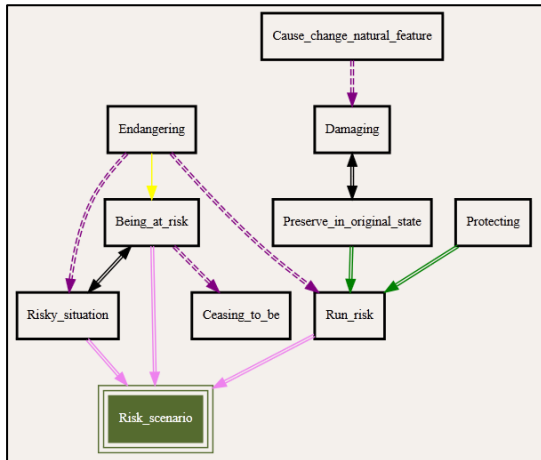 Cause_change_natural_feature
Endangering
Damaging
Being_at_risk
Preserve_in_original_state
Protecting
Risky_situation
Ceasing_to_be
Run_risk
Risk_scenario